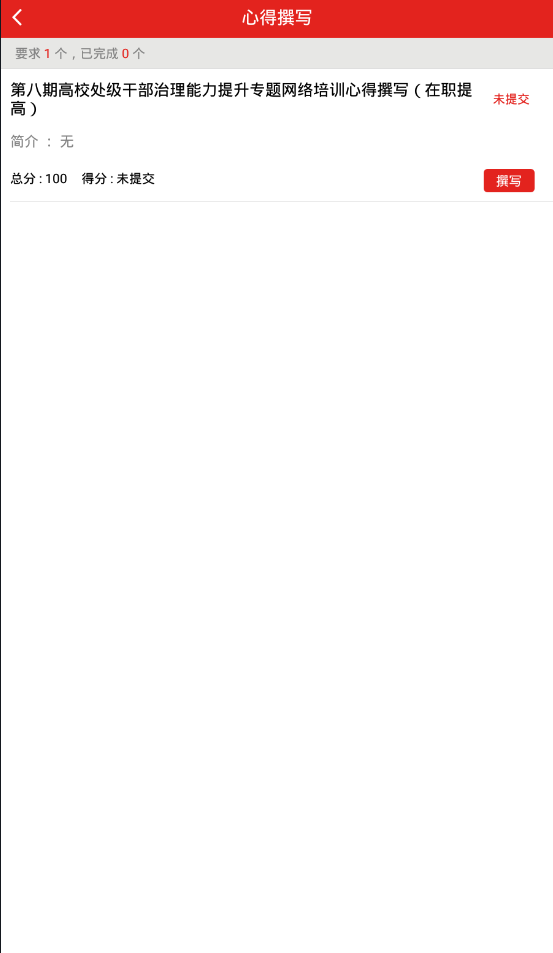 心得撰写
要求 1 个，已完成 0 个
第八期高校处级干部治理能力提升专题网络培训心得撰写（在职提
高）
未提交
简介 ： 无
总分 : 100 得分 : 未提交
撰写